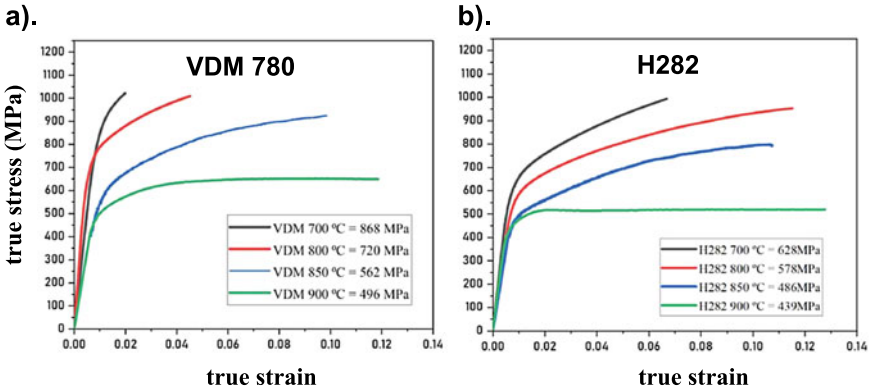 a).
VDM 780
true stress (MPa)
1200
1100
1000
900
800
700
600
500
400
300
200
100
0
0.00 0.02 0.04 0.06 0.08 0.10 0.12 0.14
VDM 700 ºC = 868 MPa
VDM 800 ºC = 720 MPa
VDM 850 ºC = 562 MPa
VDM 900 ºC = 496 MPa
true strain
b).
H282
1200
1100
1000
900
800
700
600
500
400
300
200
100
0
0.00 0.02 0.04 0.06 0.08 0.10 0.12 0.14
H282 700 ºC = 628MPa
H282 800 ºC = 578MPa
H282 850 ºC = 486MPa
H282 900 ºC = 439MPa
true strain